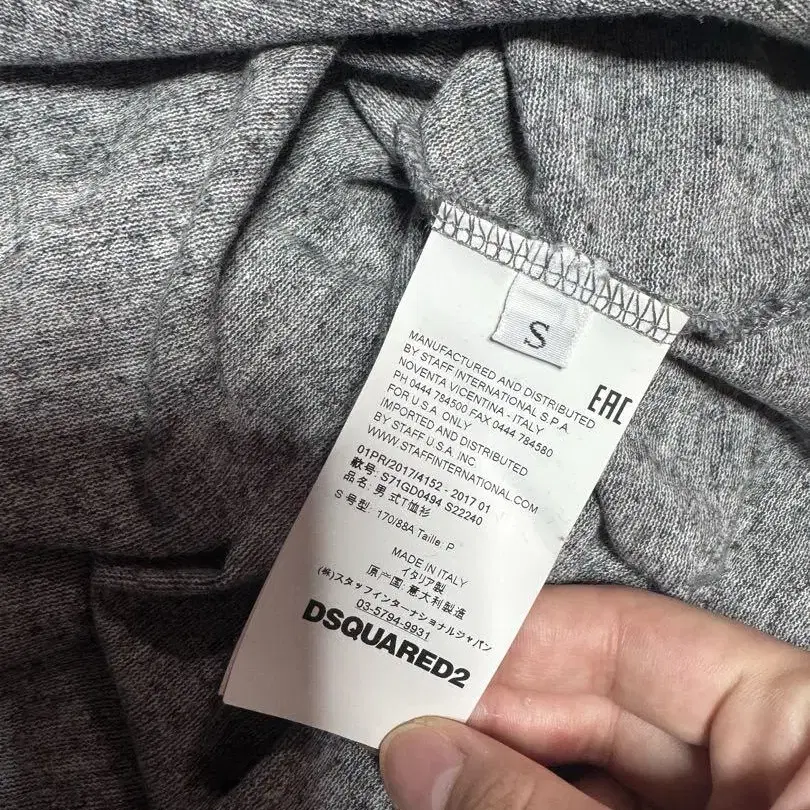 S
EAC
MANUFACTURED AND DISTRIBUTED
BY STAFF INTERNATIONAL S.P.A.
NOVENTA VICENTINA - ITALY
PH 0444 784500 FAX 0444 784580
FOR U.S.A. ONLY
IMPORTED AND DISTRIBUTED
BY STAFF U.S.A. INC
WWW.STAFFINTERNATIONAL.COM
01PR/2017/4152 - 2017 01
款号: S71GD0494 S22240
品名: 男 式T恤衫
S 号型: 170/88A Taille: P
MADE IN ITALY
イタリア製
原产国 意大利製造
(株)スタッフインターナショナルジャパン
03-5794-9931
DSQUARED2